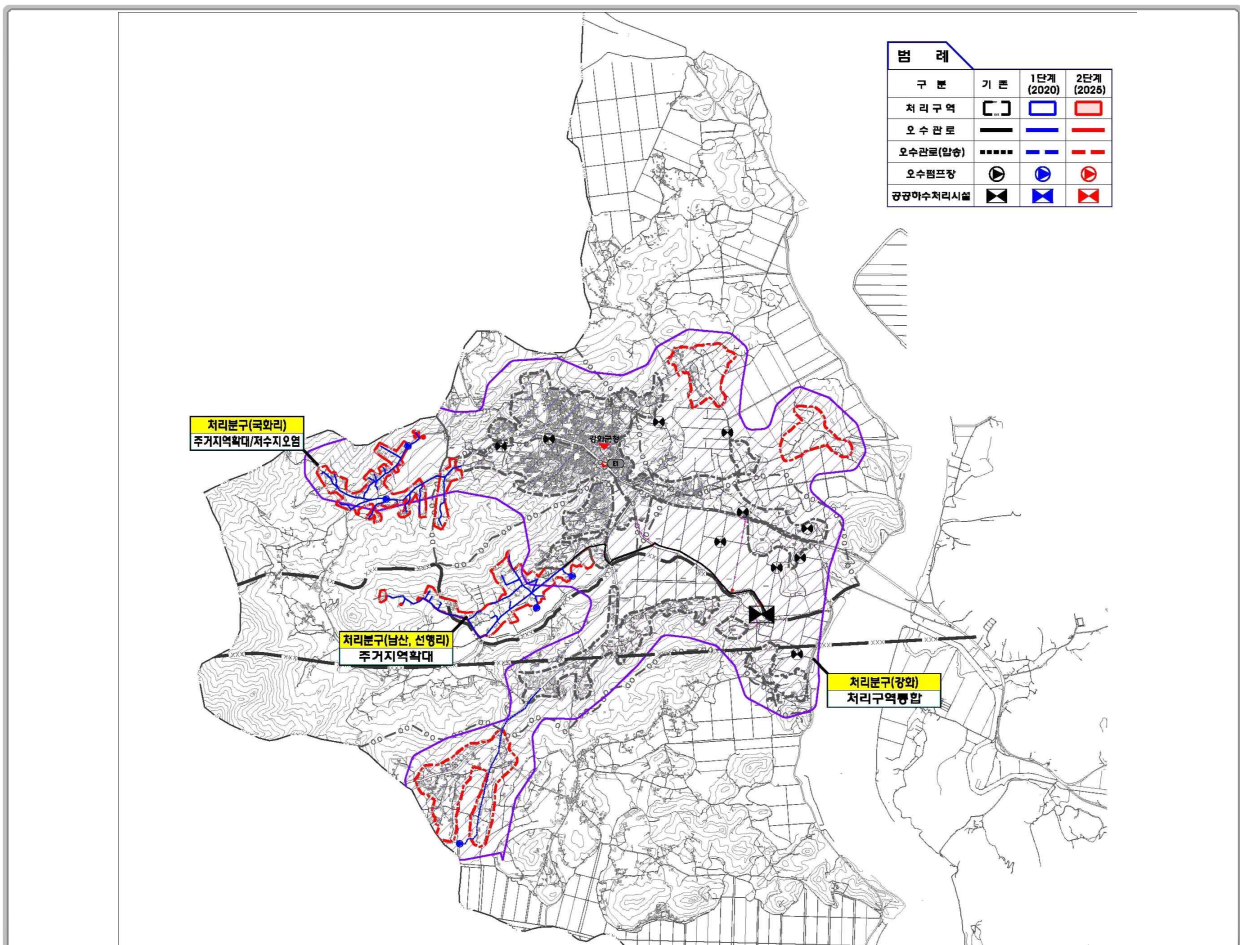 범 례
구 분 기 존 1단계 2단계
(2020) (2025)
처 리 구 역
오 수 관 로
오수관로(압송)
오수펌프장
공공하수처리시설
강화군청
처리분구(국화리)
주거지역확대/저수지오염
처리분구(남산, 선행리)
주거지역확대
처리분구(강화)
처리구역통합